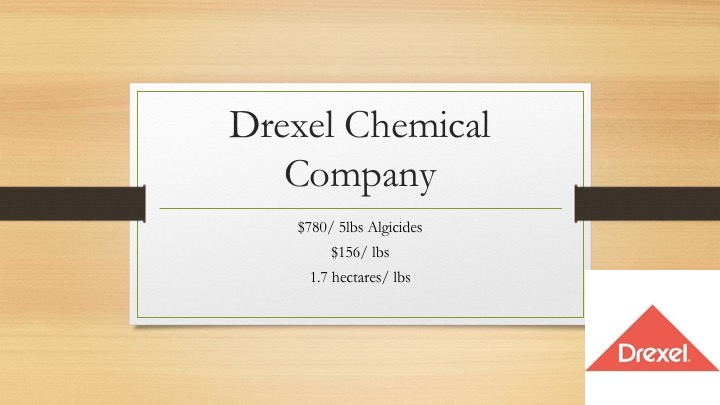 Drexel Chemical
Company
$780/ 5lbs Algicides
$156/ lbs
1.7 hectares/ lbs
Drexel.